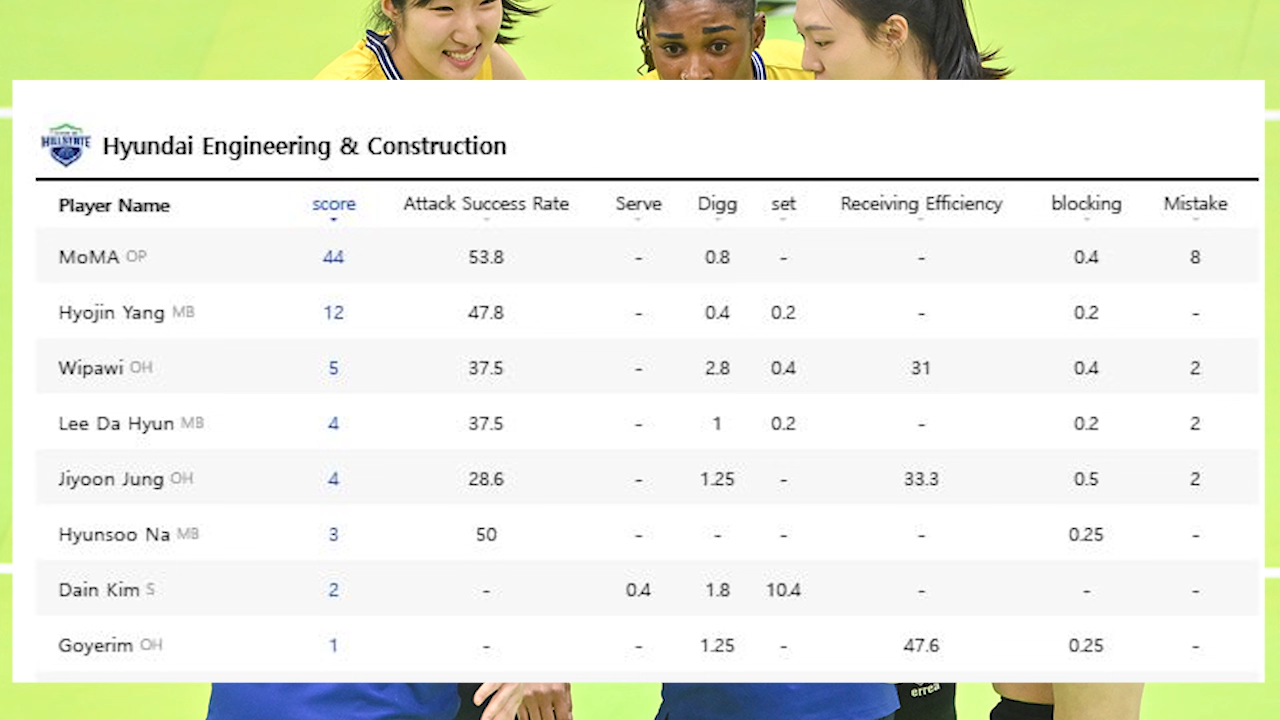 HILLSTATE
Hyundai Engineering & Construction
Player Name score Attack Success Rate Serve Digg set Receiving Efficiency blocking Mistake
MoMA OP 44 53.8 - 0.8 - - 0.4 8
Hyojin Yang MB 12 47.8 - 0.4 0.2 - 0.2 -
Wipawi OH 5 37.5 - 2.8 0.4 31 0.4 2
Lee Da Hyun MB 4 37.5 - 1 0.2 - 0.2 2
Jiyoon Jung OH 4 28.6 - 1.25 - 33.3 0.5 2
Hyunsoo Na MB 3 50 - - - - 0.25 -
Dain Kim S 2 - 0.4 1.8 10.4 - - -
Goyerim OH 1 - - 1.25 - 47.6 0.25 -
errea